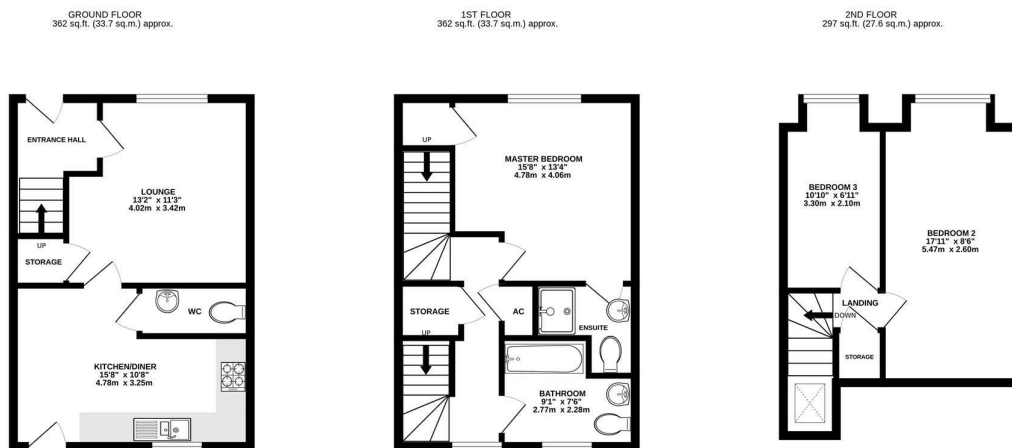 GROUND FLOOR
362 sq.ft. (33.7 sq.m.) approx.
ENTRANCE HALL
LOUNGE
13'2" x 11'3"
4.02m x 3.42m
UP
STORAGE
WC
KITCHEN/DINER
15'8" x 10'8"
4.78m x 3.25m
1ST FLOOR
362 sq.ft. (33.7 sq.m.) approx.
UP
MASTER BEDROOM
15'8" x 13'4"
4.78m x 4.06m
STORAGE
AC
ENSUITE
UP
BATHROOM
9'1" x 7'6"
2.77m x 2.28m
2ND FLOOR
297 sq.ft. (27.6 sq.m.) approx.
BEDROOM 3
10'10" x 6'11"
3.30m x 2.10m
BEDROOM 2
17'11" x 8'6"
5.47m x 2.60m
LANDING
DOWN
STORAGE